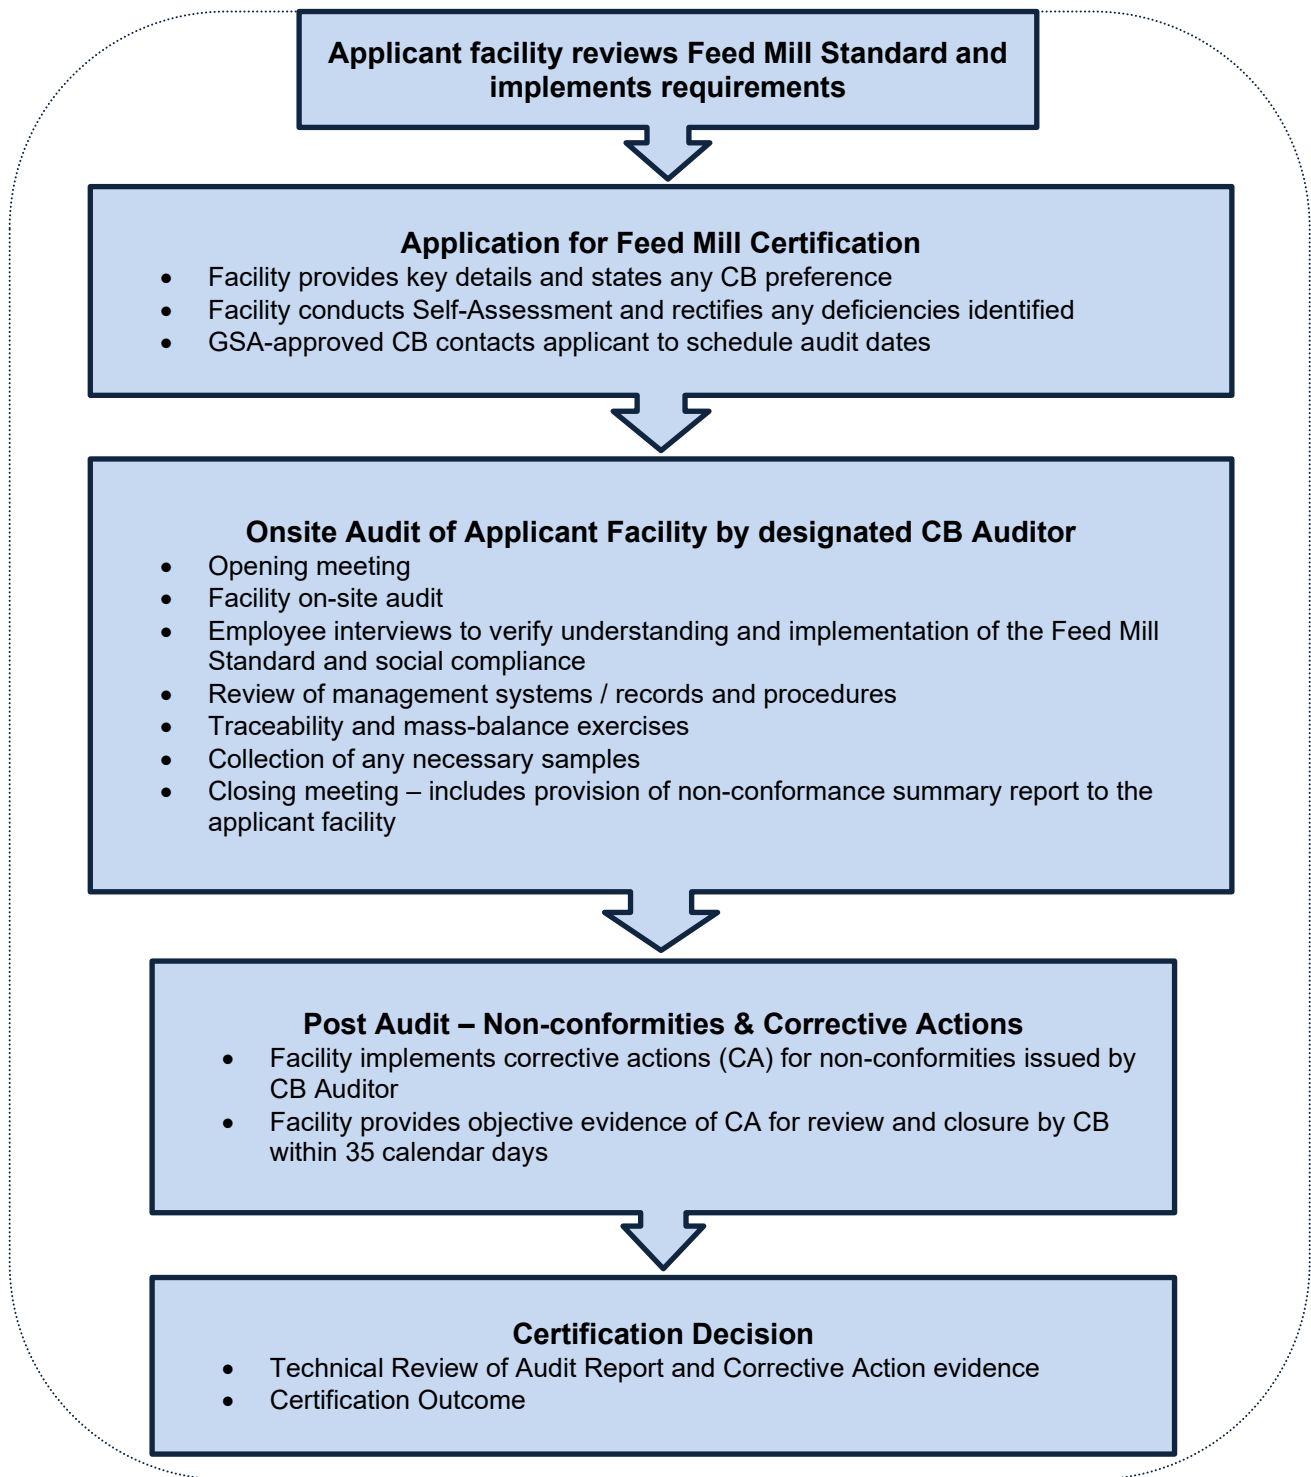 Applicant facility reviews Feed Mill Standard and
implements requirements
Application for Feed Mill Certification
• Facility provides key details and states any CB preference
• Facility conducts Self-Assessment and rectifies any deficiencies identified
• GSA-approved CB contacts applicant to schedule audit dates
Onsite Audit of Applicant Facility by designated CB Auditor
• Opening meeting
• Facility on-site audit
• Employee interviews to verify understanding and implementation of the Feed Mill
Standard and social compliance
• Review of management systems / records and procedures
• Traceability and mass-balance exercises
• Collection of any necessary samples
• Closing meeting – includes provision of non-conformance summary report to the
applicant facility
Post Audit – Non-conformities & Corrective Actions
• Facility implements corrective actions (CA) for non-conformities issued by
CB Auditor
• Facility provides objective evidence of CA for review and closure by CB
within 35 calendar days
Certification Decision
• Technical Review of Audit Report and Corrective Action evidence
• Certification Outcome